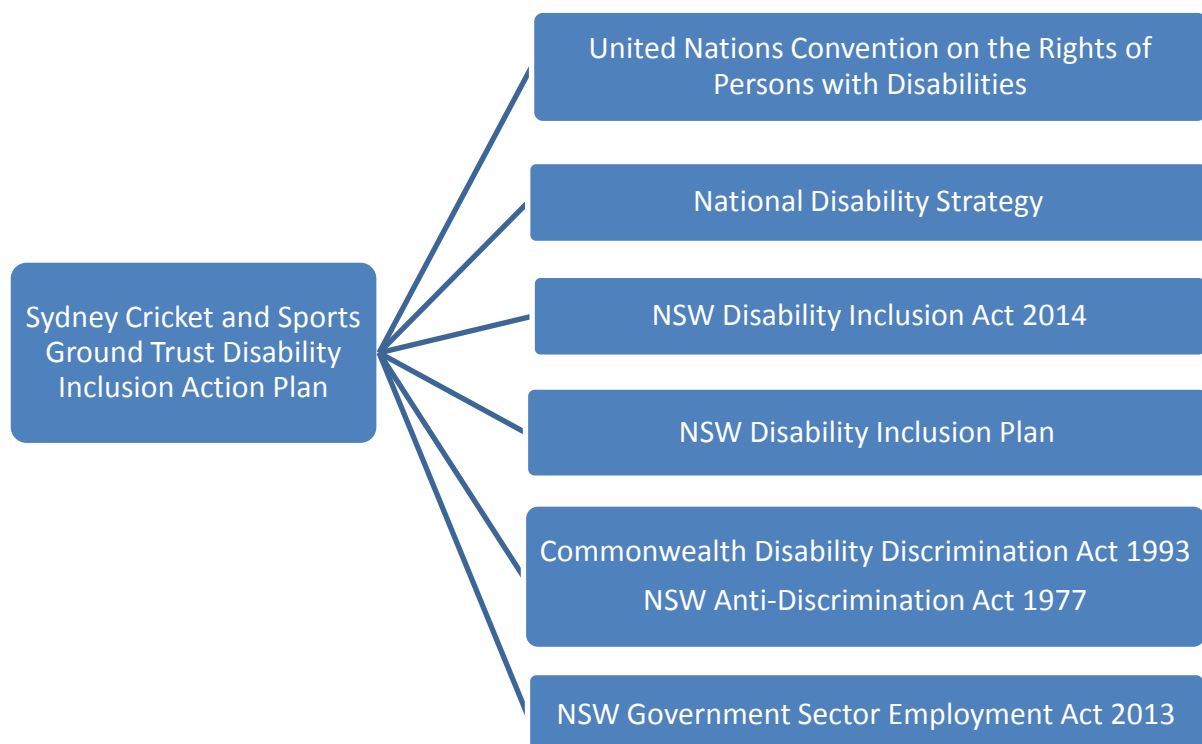 United Nations Convention on the Rights of
Persons with Disabilities
National Disability Strategy
NSW Disability Inclusion Act 2014
Sydney Cricket and Sports
Ground Trust Disability
Inclusion Action Plan
NSW Disability Inclusion Plan
Commonwealth Disability Discrimination Act 1993
NSW Anti-Discrimination Act 1977
NSW Government Sector Employment Act 2013